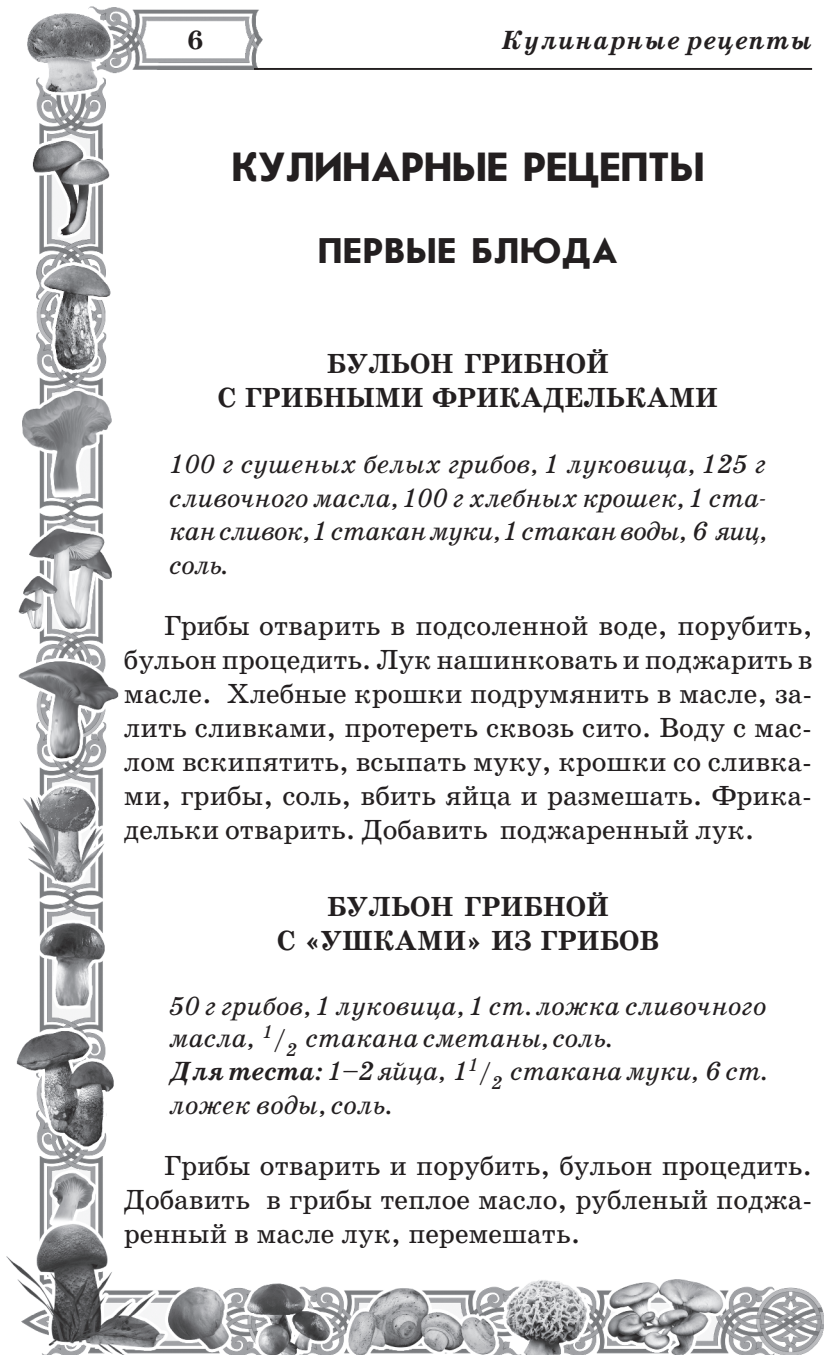 6
Кулинарные рецепты
КУЛИНАРНЫЕ РЕЦЕПТЫ
ПЕРВЫЕ БЛЮДА
БУЛЬОН ГРИБНОЙ
С ГРИБНЫМИ ФРИКАДЕЛЬКАМИ
100 г сушеных белых грибов, 1 луковица, 125 г
сливочного масла, 100 г хлебных крошек, 1 ста-
кан сливок, 1 стакан муки, 1 стакан воды, 6 яиц,
соль.
Грибы отварить в подсоленной воде, порубить,
бульон процедить. Лук нашинковать и поджарить в
масле. Хлебные крошки подрумянить в масле, за-
лить сливками, протереть сквозь сито. Воду с мас-
лом вскипятить, всыпать муку, крошки со сливка-
ми, грибы, соль, вбить яйца и размешать. Фрика-
дельки отварить. Добавить поджаренный лук.
БУЛЬОН ГРИБНОЙ
С «УШКАМИ» ИЗ ГРИБОВ
50 г грибов, 1 луковица, 1 ст. ложка сливочного
масла, 1/2 стакана сметаны, соль.
Для теста: 1–2 яйца, 1 1/2 стакана муки, 6 ст.
ложек воды, соль.
Грибы отварить и порубить, бульон процедить.
Добавить в грибы теплое масло, рубленый поджа-
ренный в масле лук, перемешать.